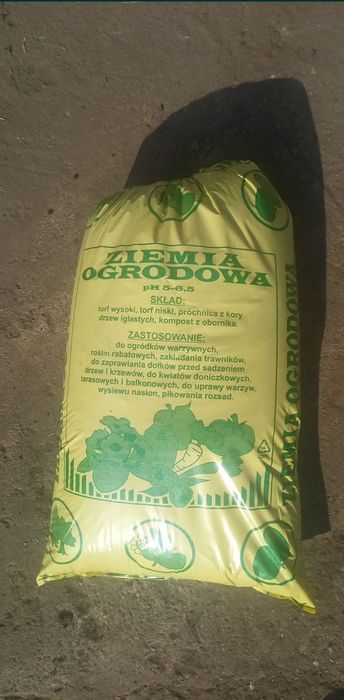 ZIEMIA
OGRODOWA
pH 5-6,5
SKŁAD:
torf wysoki, torf niski, próchnica z kory
drzew iglastych, kompost z obornika.
ZASTOSOWANIE:
do ogródków warzywnych,
roślin rabatowych, zakładania trawników,
do zaprawiania dołków przed sadzeniem
drzew i krzewów, do kwiatów doniczkowych,
tarasowych i balkonowych, do uprawy warzyw,
wysiewu nasion, pikowania rozsad.
ZIEMIA OGRODOWA